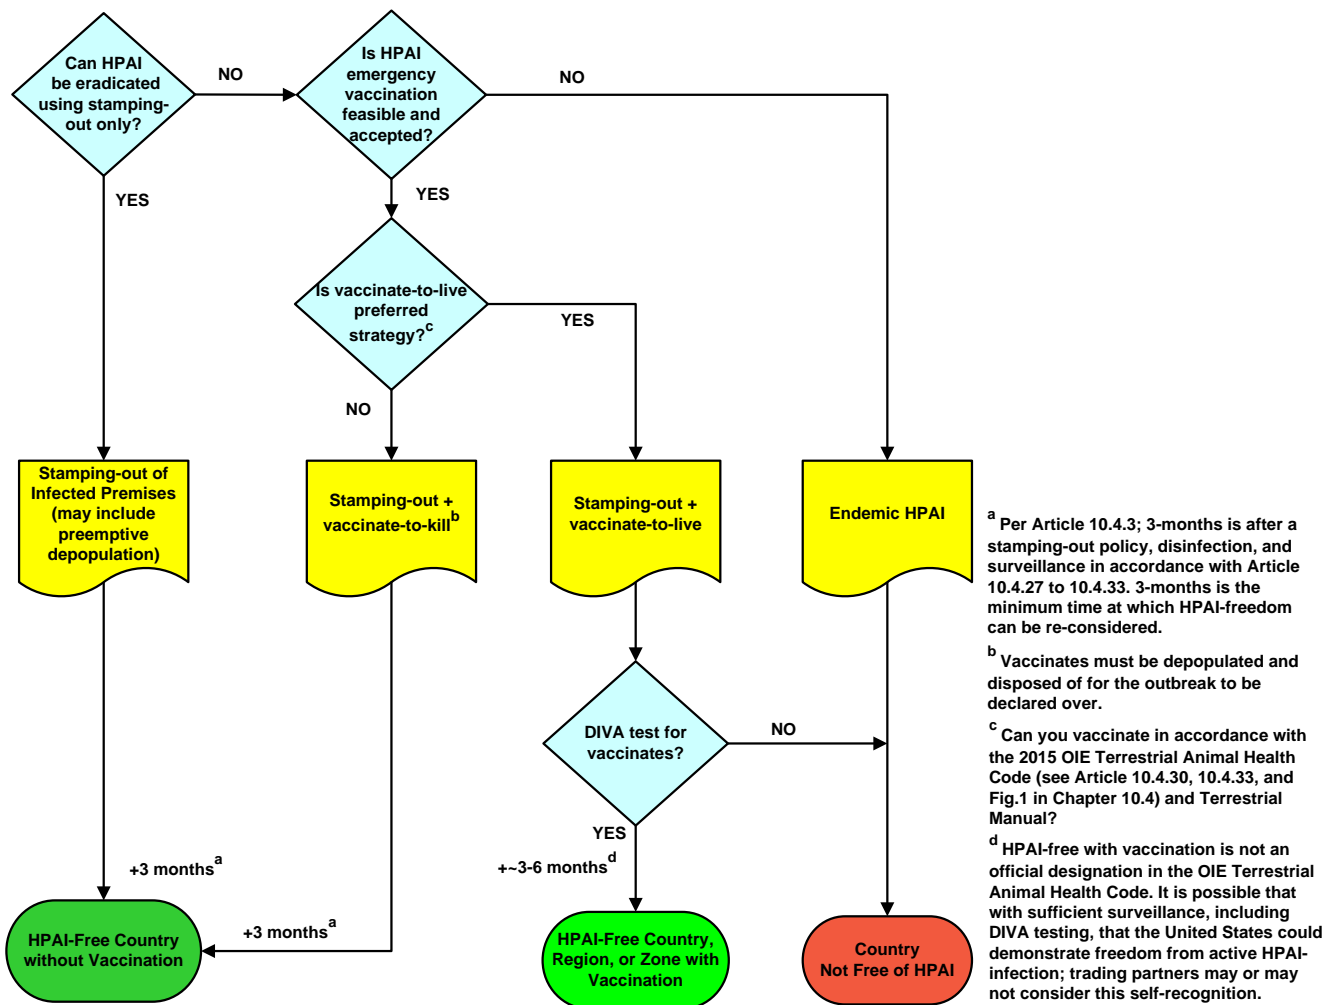 Can HPAI
be eradicated
using stamping-
out only?
NO
Is HPAI
emergency
vaccination
feasible and
accepted?
NO
YES
YES
Is vaccinate-to-live
preferred
strategy?c
YES
NO
Stamping-out of
Infected Premises
(may include
preemptive
depopulation)
Stamping-out +
vaccinate-to-killb
Stamping-out +
vaccinate-to-live
Endemic HPAI
DIVA test for
vaccinates?
NO
YES
+3 monthsa
+~3-6 monthsd
HPAI-Free Country
without Vaccination
+3 monthsa
HPAI-Free Country,
Region, or Zone with
Vaccination
Country
Not Free of HPAI
a Per Article 10.4.3; 3-months is after a
stamping-out policy, disinfection, and
surveillance in accordance with Article
10.4.27 to 10.4.33. 3-months is the
minimum time at which HPAI-freedom
can be re-considered.
b Vaccinates must be depopulated and
disposed of for the outbreak to be
declared over.
c Can you vaccinate in accordance with
the 2015 OIE Terrestrial Animal Health
Code (see Article 10.4.30, 10.4.33, and
Fig.1 in Chapter 10.4) and Terrestrial
Manual?
d HPAI-free with vaccination is not an
official designation in the OIE Terrestrial
Animal Health Code. It is possible that
with sufficient surveillance, including
DIVA testing, that the United States could
demonstrate freedom from active HPAI-
infection; trading partners may or may
not consider this self-recognition.